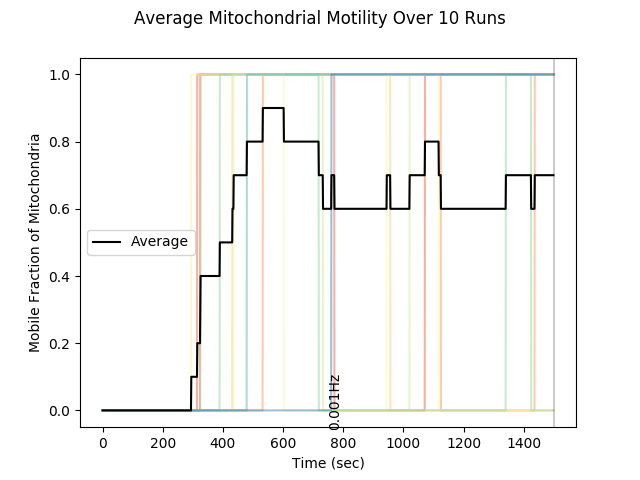 Average Mitochondrial Motility Over 10 Runs
Mobile Fraction of Mitochondria
1.0
0.8
0.6
0.4
0.2
0.0
Average
0.001Hz
0
200
400
600
800
1000
1200
1400
Time (sec)